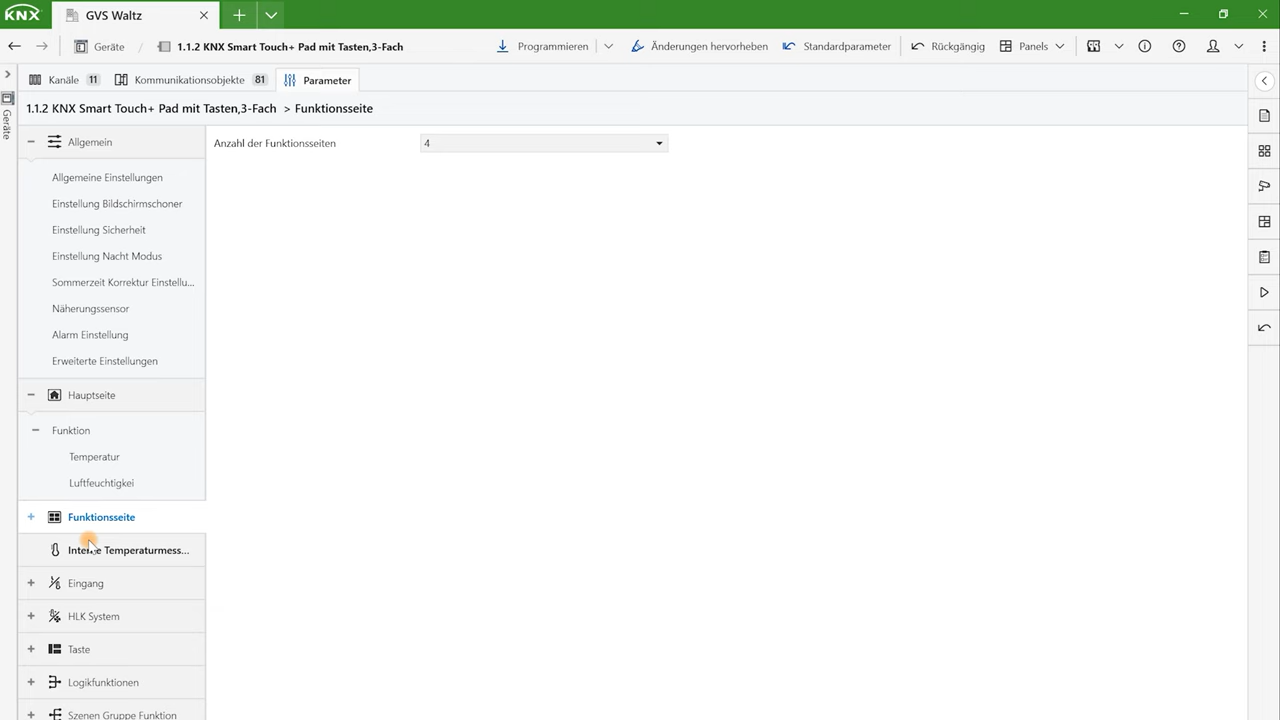 KNX
GVS Waltz
Geräte / 1.1.2 KNX Smart Touch+ Pad mit Tasten,3-Fach
Programmieren
Änderungen hervorheben
Standardparameter
Rückgängig
Panels
Kanäle 11
Kommunikationsobjekte 81
Parameter
Geräte
1.1.2 KNX Smart Touch+ Pad mit Tasten,3-Fach > Funktionsseite
Allgemein
Anzahl der Funktionsseiten 4
Allgemeine Einstellungen
Einstellung Bildschirmschoner
Einstellung Sicherheit
Einstellung Nacht Modus
Sommerzeit Korrektur Einstellu...
Näherungssensor
Alarm Einstellung
Erweiterte Einstellungen
Hauptseite
Funktion
Temperatur
Luftfeuchtigkei
Funktionsseite
Interne Temperaturmess...
Eingang
HLK System
Taste
Logikfunktionen
Szenen Gruppe Funktion